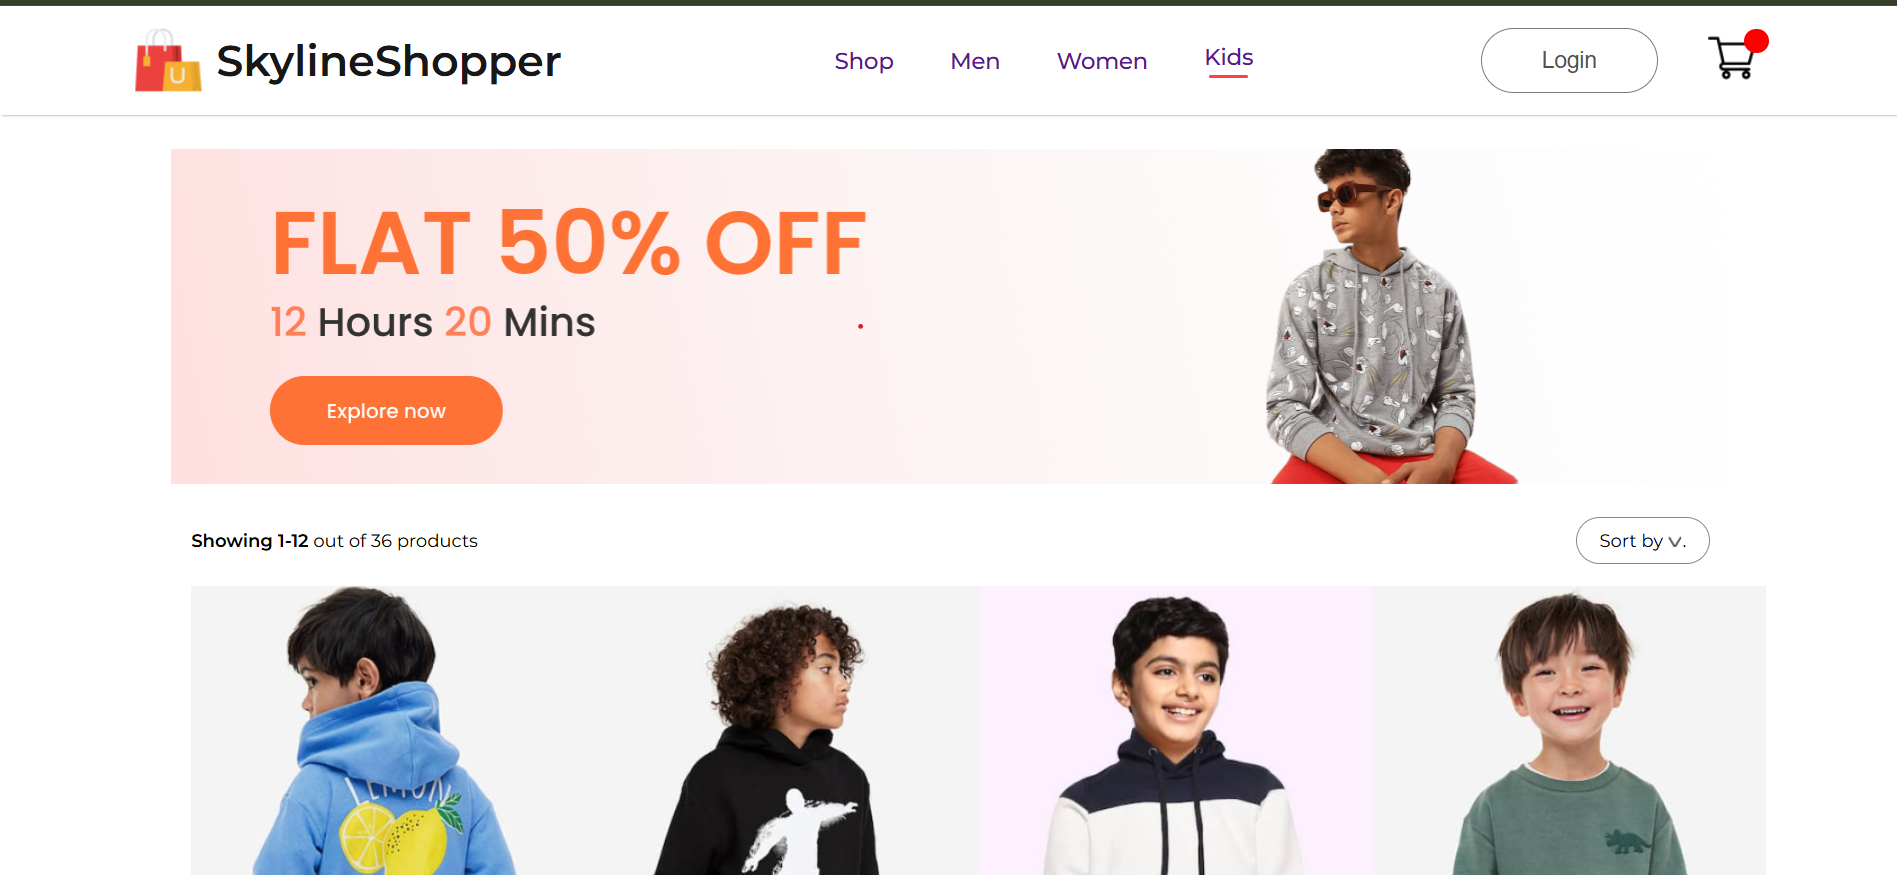 U
SkylineShopper
Shop
Men
Women
Kids
Login
FLAT 50% OFF
12 Hours 20 Mins
Explore now
Showing 1-12 out of 36 products
Sort by .
LEMON